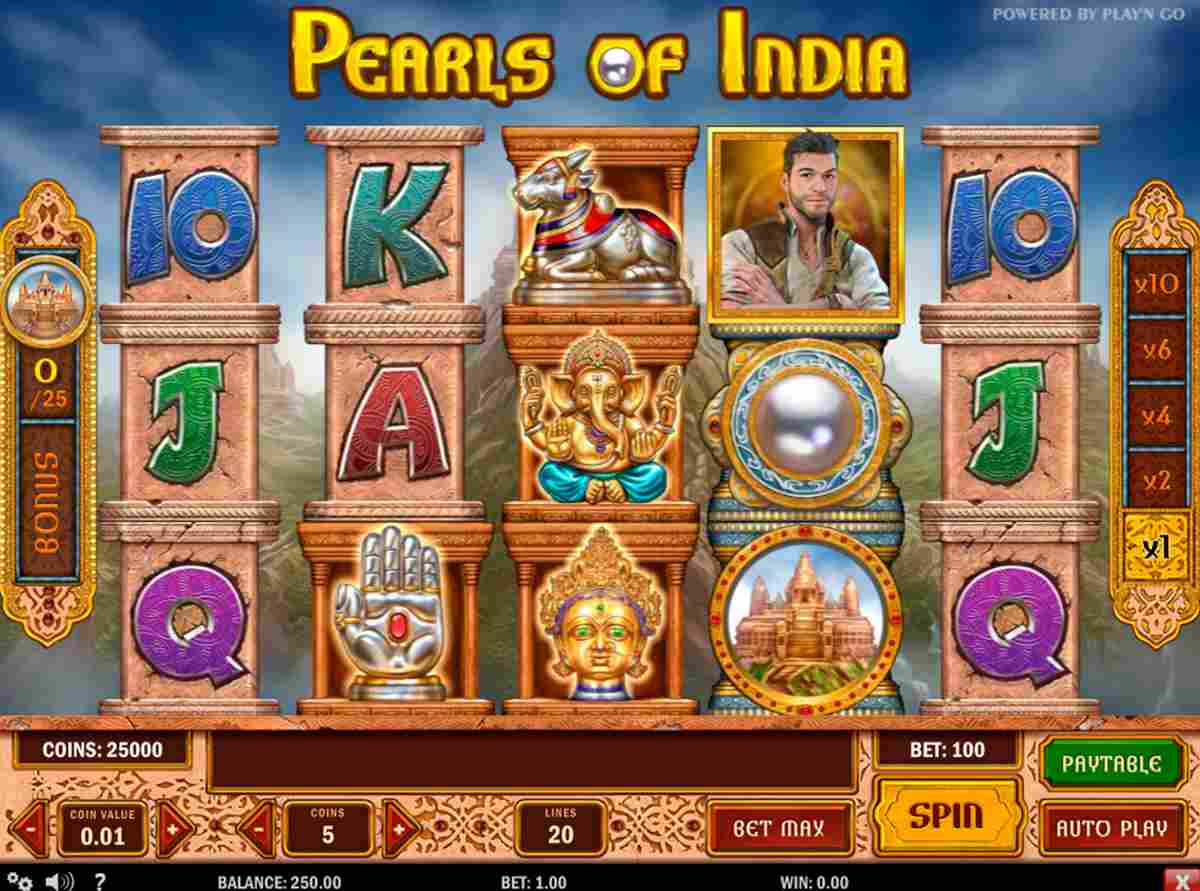 POWERED BY PLAY'N GO
PEARLS OF INDIA
10
K
10
J
A
J
Q
Q
0
/25
BONUS
x10
x6
x4
x2
x1
COINS: 25000
BET: 100
PAYTABLE
COIN VALUE
- 0.01 +
COINS
- 5 +
LINES
20
BET MAX
SPIN
AUTO PLAY
?
BALANCE: 250.00
BET: 1.00
WIN: 0.00
X